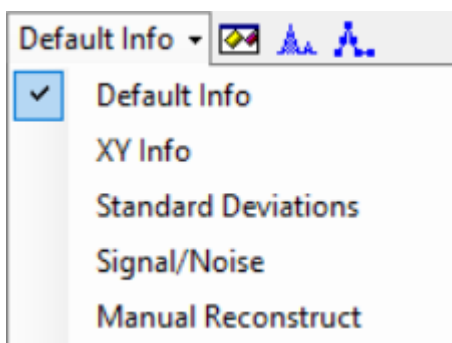 Default Info
Default Info
XY Info
Standard Deviations
Signal/Noise
Manual Reconstruct